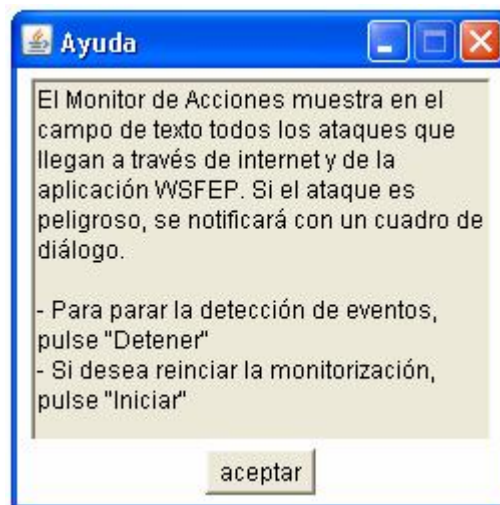 Ayuda
El Monitor de Acciones muestra en el
campo de texto todos los ataques que
llegan a través de internet y de la
aplicación WSFEP. Si el ataque es
peligroso, se notificará con un cuadro de
diálogo.
- Para parar la detección de eventos,
pulse "Detener"
- Si desea reinciar la monitorización,
pulse "Iniciar"
aceptar